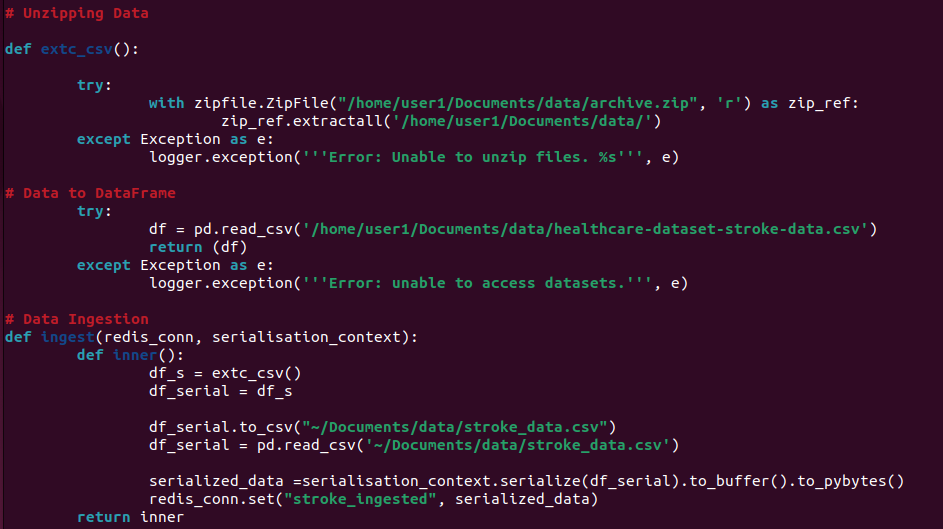 # Unzipping Data
def extc_csv():
try:
with zipfile.ZipFile("/home/user1/Documents/data/archive.zip", 'r') as zip_ref:
zip_ref.extractall('/home/user1/Documents/data/')
except Exception as e:
logger.exception('''Error: Unable to unzip files. %s''', e)
# Data to DataFrame
try:
df = pd.read_csv('/home/user1/Documents/data/healthcare-dataset-stroke-data.csv')
return (df)
except Exception as e:
logger.exception('''Error: unable to access datasets.''', e)
# Data Ingestion
def ingest(redis_conn, serialisation_context):
def inner():
df_s = extc_csv()
df_serial = df_s
df_serial.to_csv("~/Documents/data/stroke_data.csv")
df_serial = pd.read_csv('~/Documents/data/stroke_data.csv')
serialized_data =serialisation_context.serialize(df_serial).to_buffer().to_pybytes()
redis_conn.set("stroke_ingested", serialized_data)
return inner